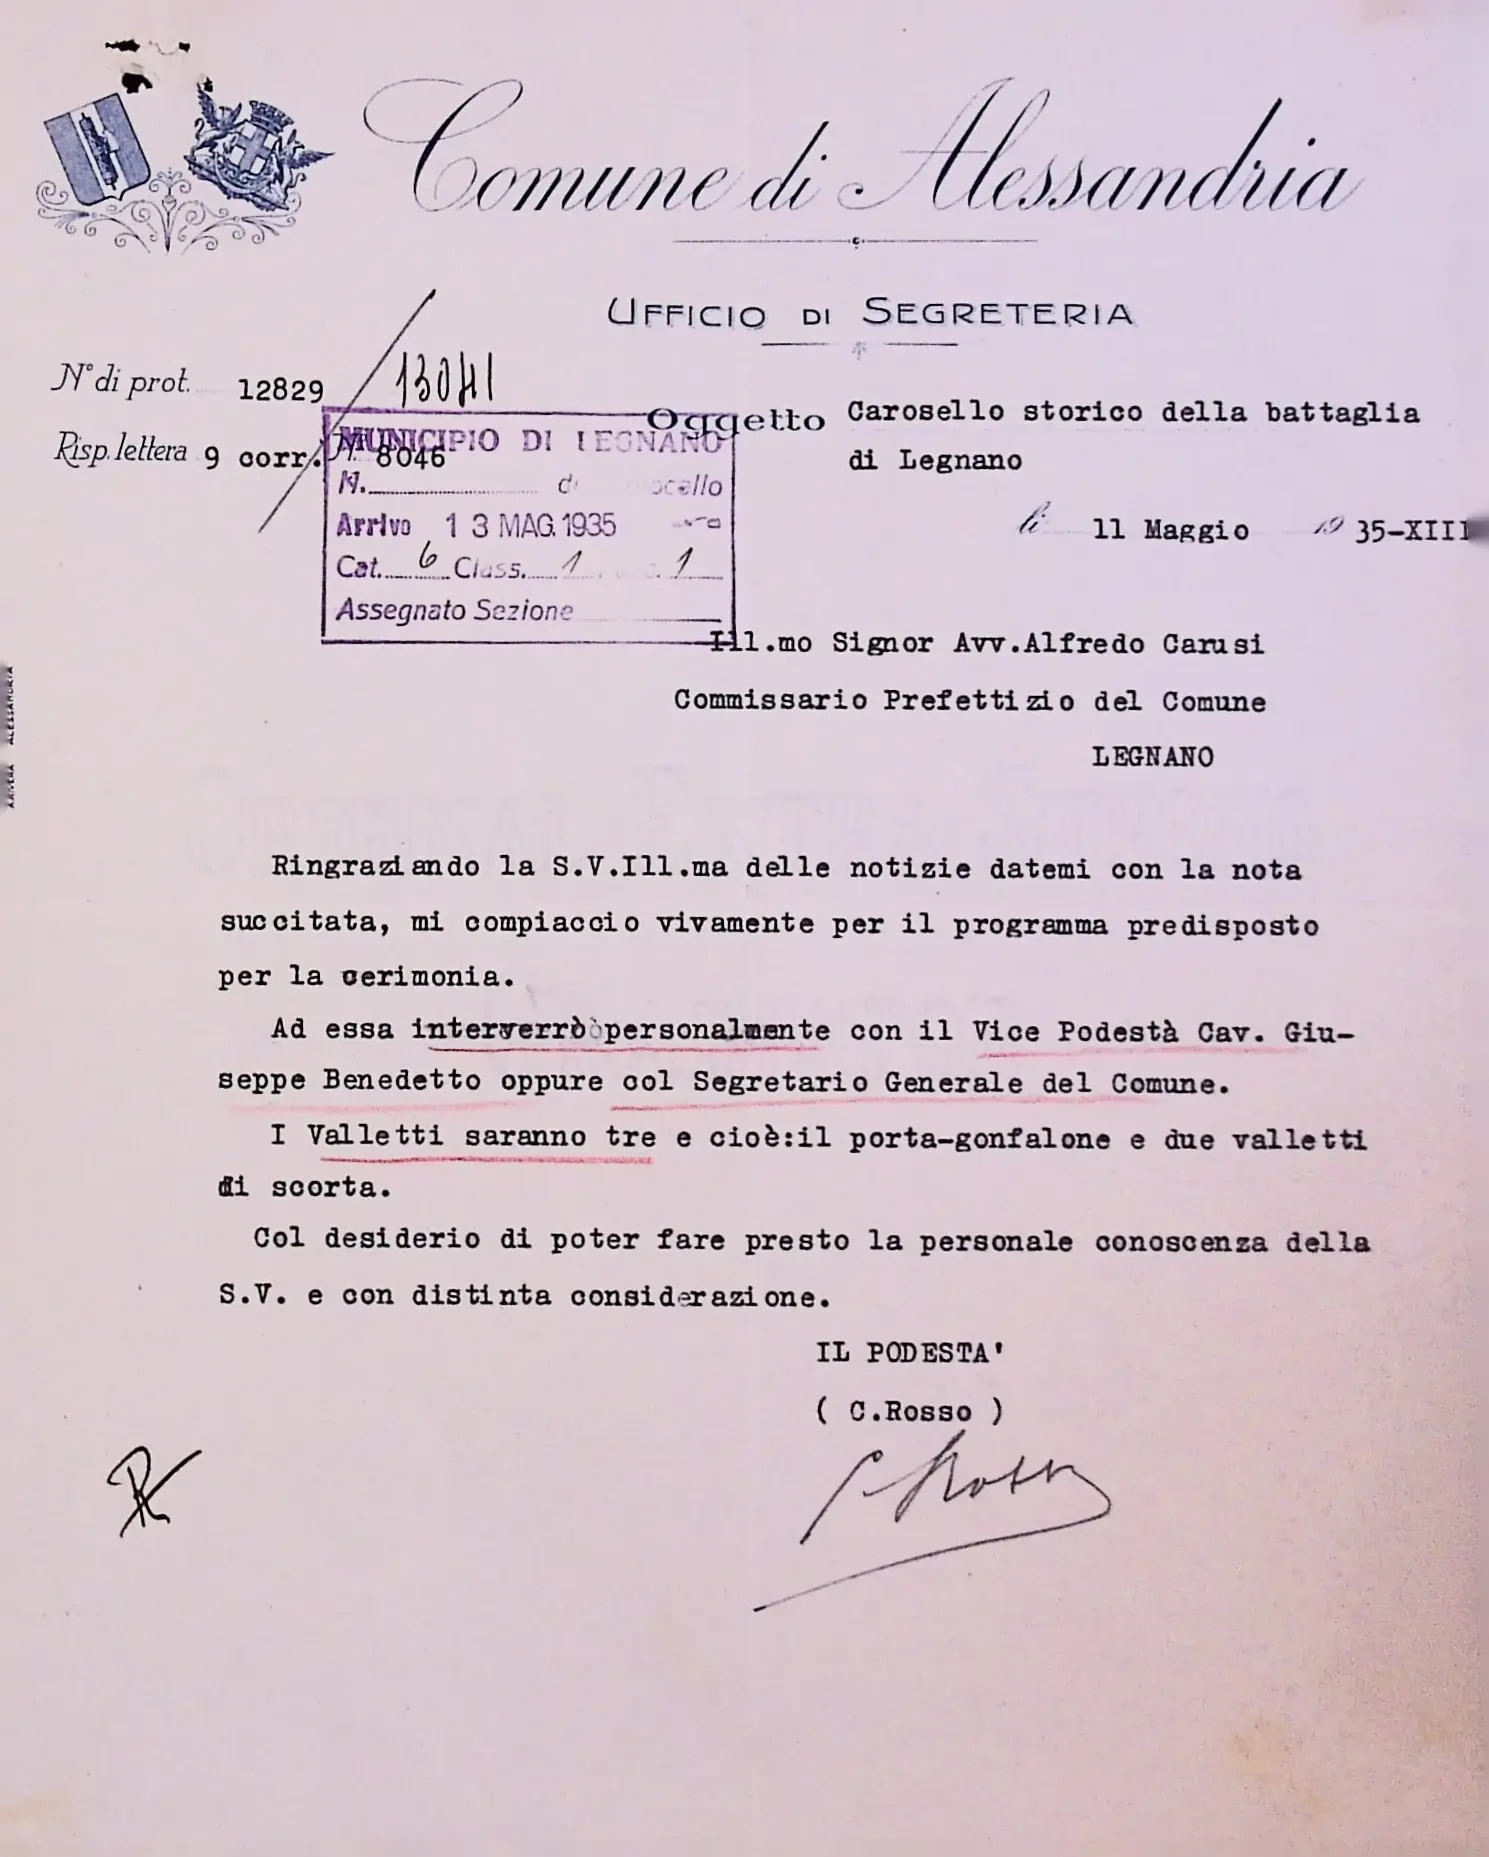 Comune di Alessandria
UFFICIO DI SEGRETERIA
N° di prot. 12829
13041
Risp. lettera 9 corr. N. 8046
Oggetto Carosello storico della battaglia
di Legnano
MUNICIPIO DI LEGNANO
N.
Arrivo 13 MAG. 1935
Cat. 6 Class. 1 1
Assegnato Sezione
li 11 Maggio 1935-XIII
Ill.mo Signor Avv.Alfredo Carusi
Commissario Prefettizio del Comune
LEGNANO
Ringraziando la S.V.Ill.ma delle notizie datemi con la nota
succitata, mi compiaccio vivamente per il programma predisposto
per la cerimonia.
Ad essa interverrò personalmente con il Vice Podestà Cav. Giu-
seppe Benedetto oppure col Segretario Generale del Comune.
I Valletti saranno tre e cioè:il porta-gonfalone e due valletti
di scorta.
Col desiderio di poter fare presto la personale conoscenza della
S.V. e con distinta considerazione.
IL PODESTA'
( C.Rosso )
C Rosso